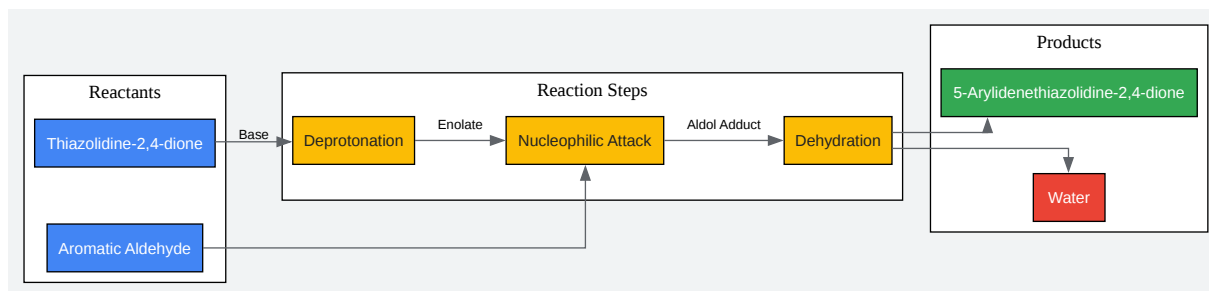 Reactants
Thiazolidine-2,4-dione
Aromatic Aldehyde
Base
Reaction Steps
Deprotonation
Enolate
Nucleophilic Attack
Aldol Adduct
Dehydration
Products
5-Arylidenethiazolidine-2,4-dione
Water